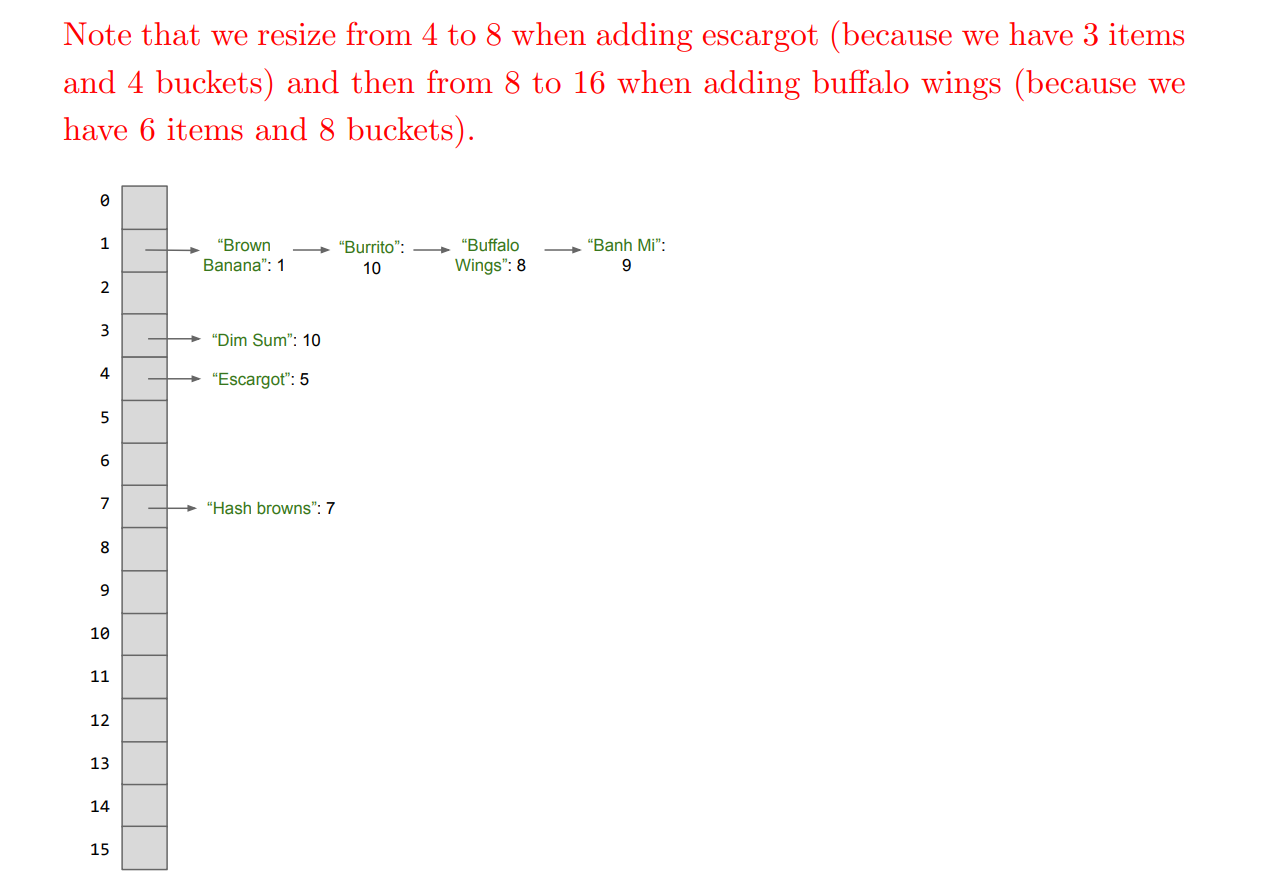 Note that we resize from 4 to 8 when adding escargot (because we have 3 items
and 4 buckets) and then from 8 to 16 when adding buffalo wings (because we
have 6 items and 8 buckets).
0
1
“Brown
Banana”: 1
“Burrito”:
10
“Buffalo
Wings”: 8
“Banh Mi”:
9
2
3
“Dim Sum”: 10
4
“Escargot”: 5
5
6
7
“Hash browns”: 7
8
9
10
11
12
13
14
15